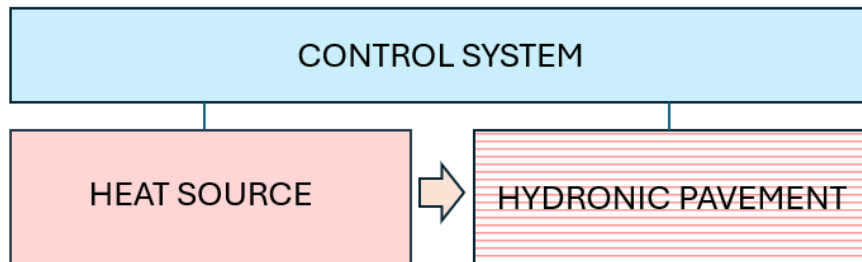 CONTROL SYSTEM
HEAT SOURCE
HYDRONIC PAVEMENT